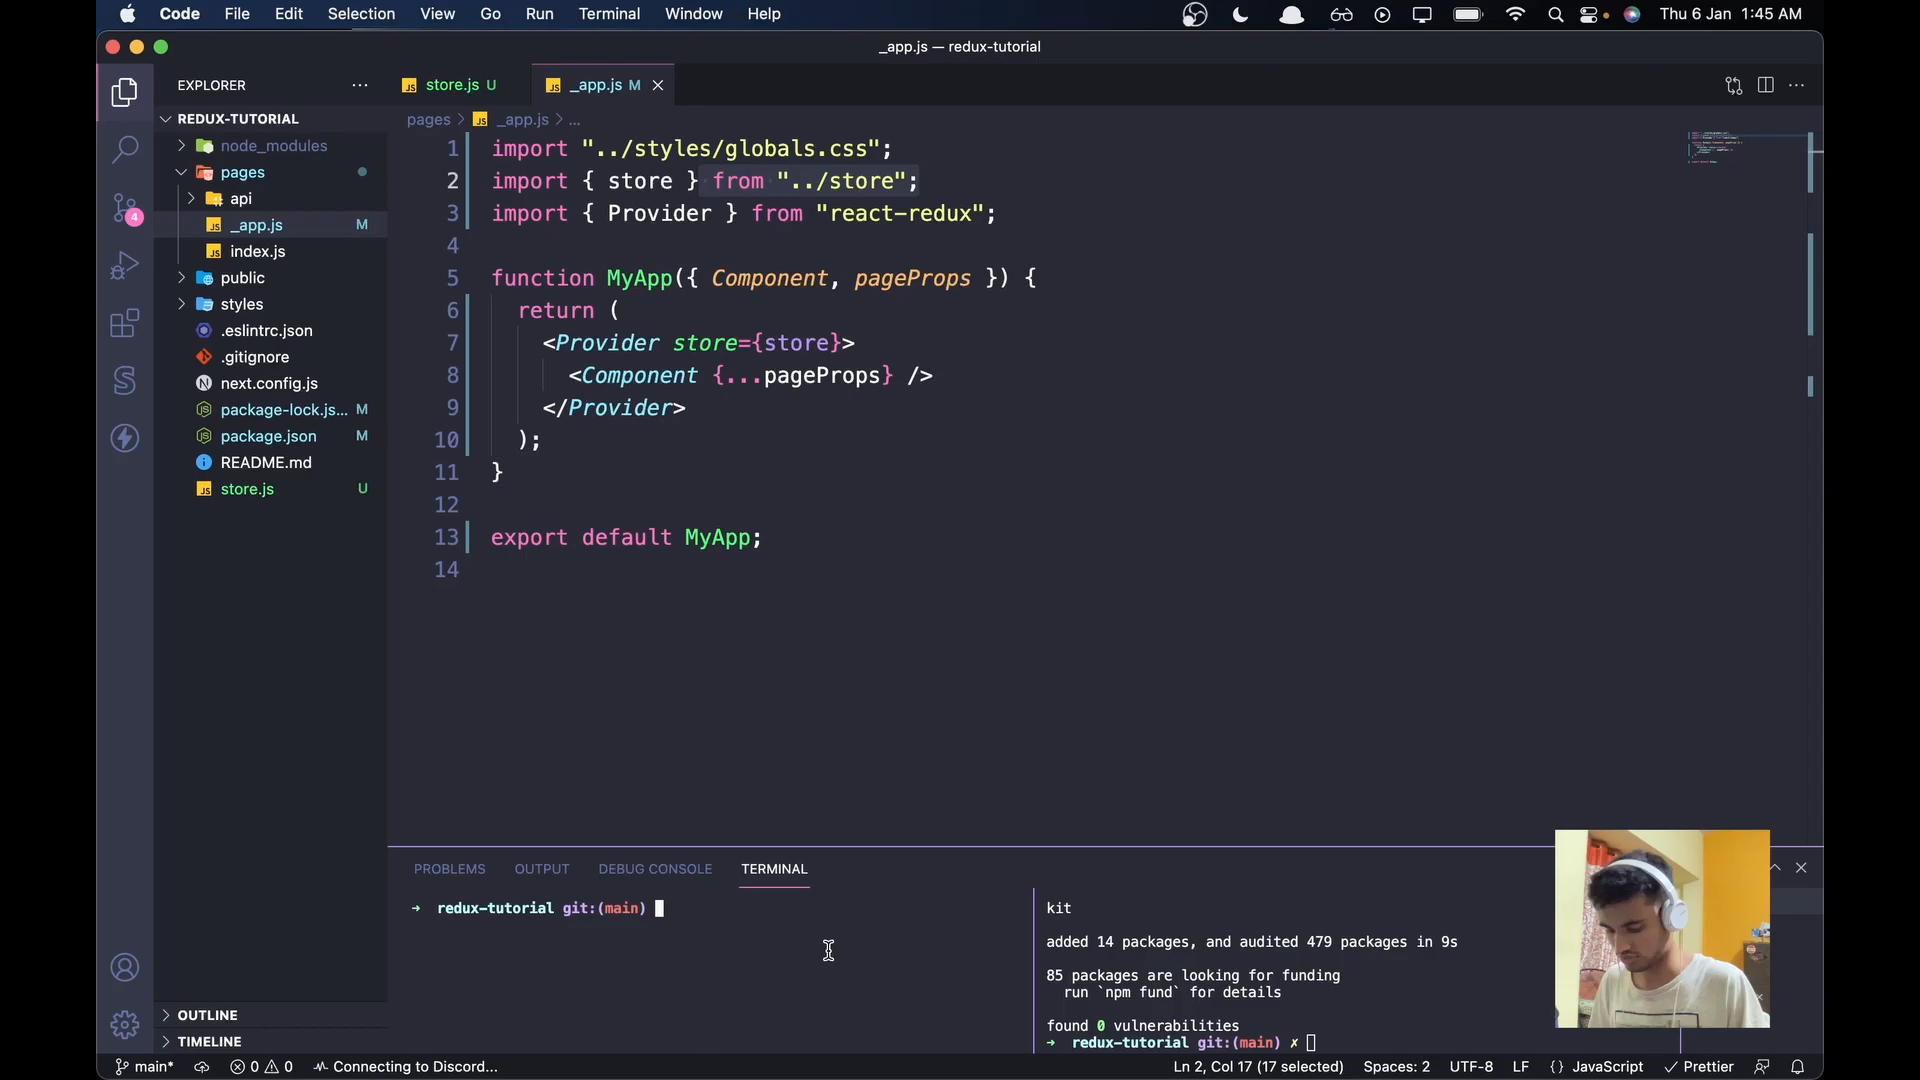 Code File Edit Selection View Go Run Terminal Window Help Thu 6 Jan 1:45 AM
_app.js — redux-tutorial
EXPLORER
store.js U
_app.js M
REDUX-TUTORIAL
node_modules
pages
api
_app.js M
index.js
public
styles
.eslintrc.json
.gitignore
next.config.js
package-lock.js... M
package.json M
README.md
store.js U
OUTLINE
TIMELINE
4
pages > _app.js > ...
1 import "../styles/globals.css";
2 import { store } from "../store";
3 import { Provider } from "react-redux";
4
5 function MyApp({ Component, pageProps }) {
6 return (
7 <Provider store={store}>
8 <Component {...pageProps} />
9 </Provider>
10 );
11 }
12
13 export default MyApp;
14
PROBLEMS OUTPUT DEBUG CONSOLE TERMINAL
→ redux-tutorial git:(main)
kit
added 14 packages, and audited 479 packages in 9s
85 packages are looking for funding
run `npm fund` for details
found 0 vulnerabilities
→ redux-tutorial git:(main) ✗
main* 0 0 Connecting to Discord... Ln 2, Col 17 (17 selected) Spaces: 2 UTF-8 LF {} JavaScript Prettier